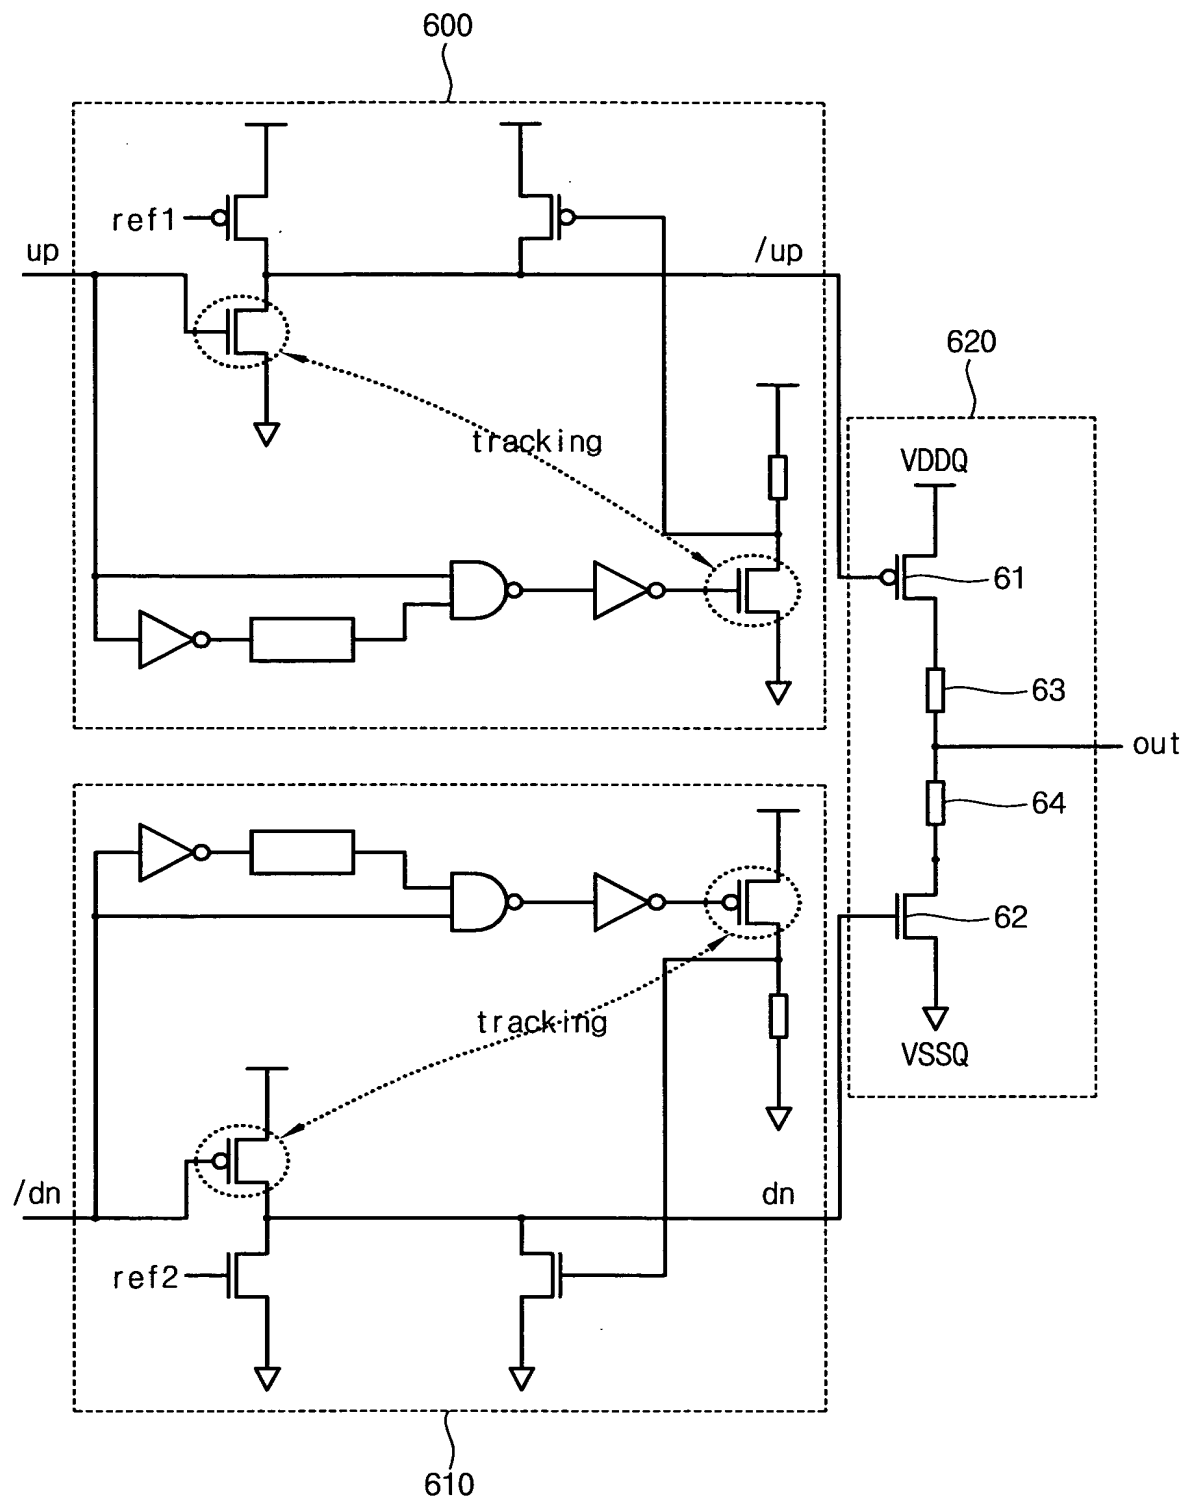 600
ref1
up
/up
tracking
620
VDDQ
61
63
out
64
62
VSSQ
tracking
/dn
dn
ref2
610